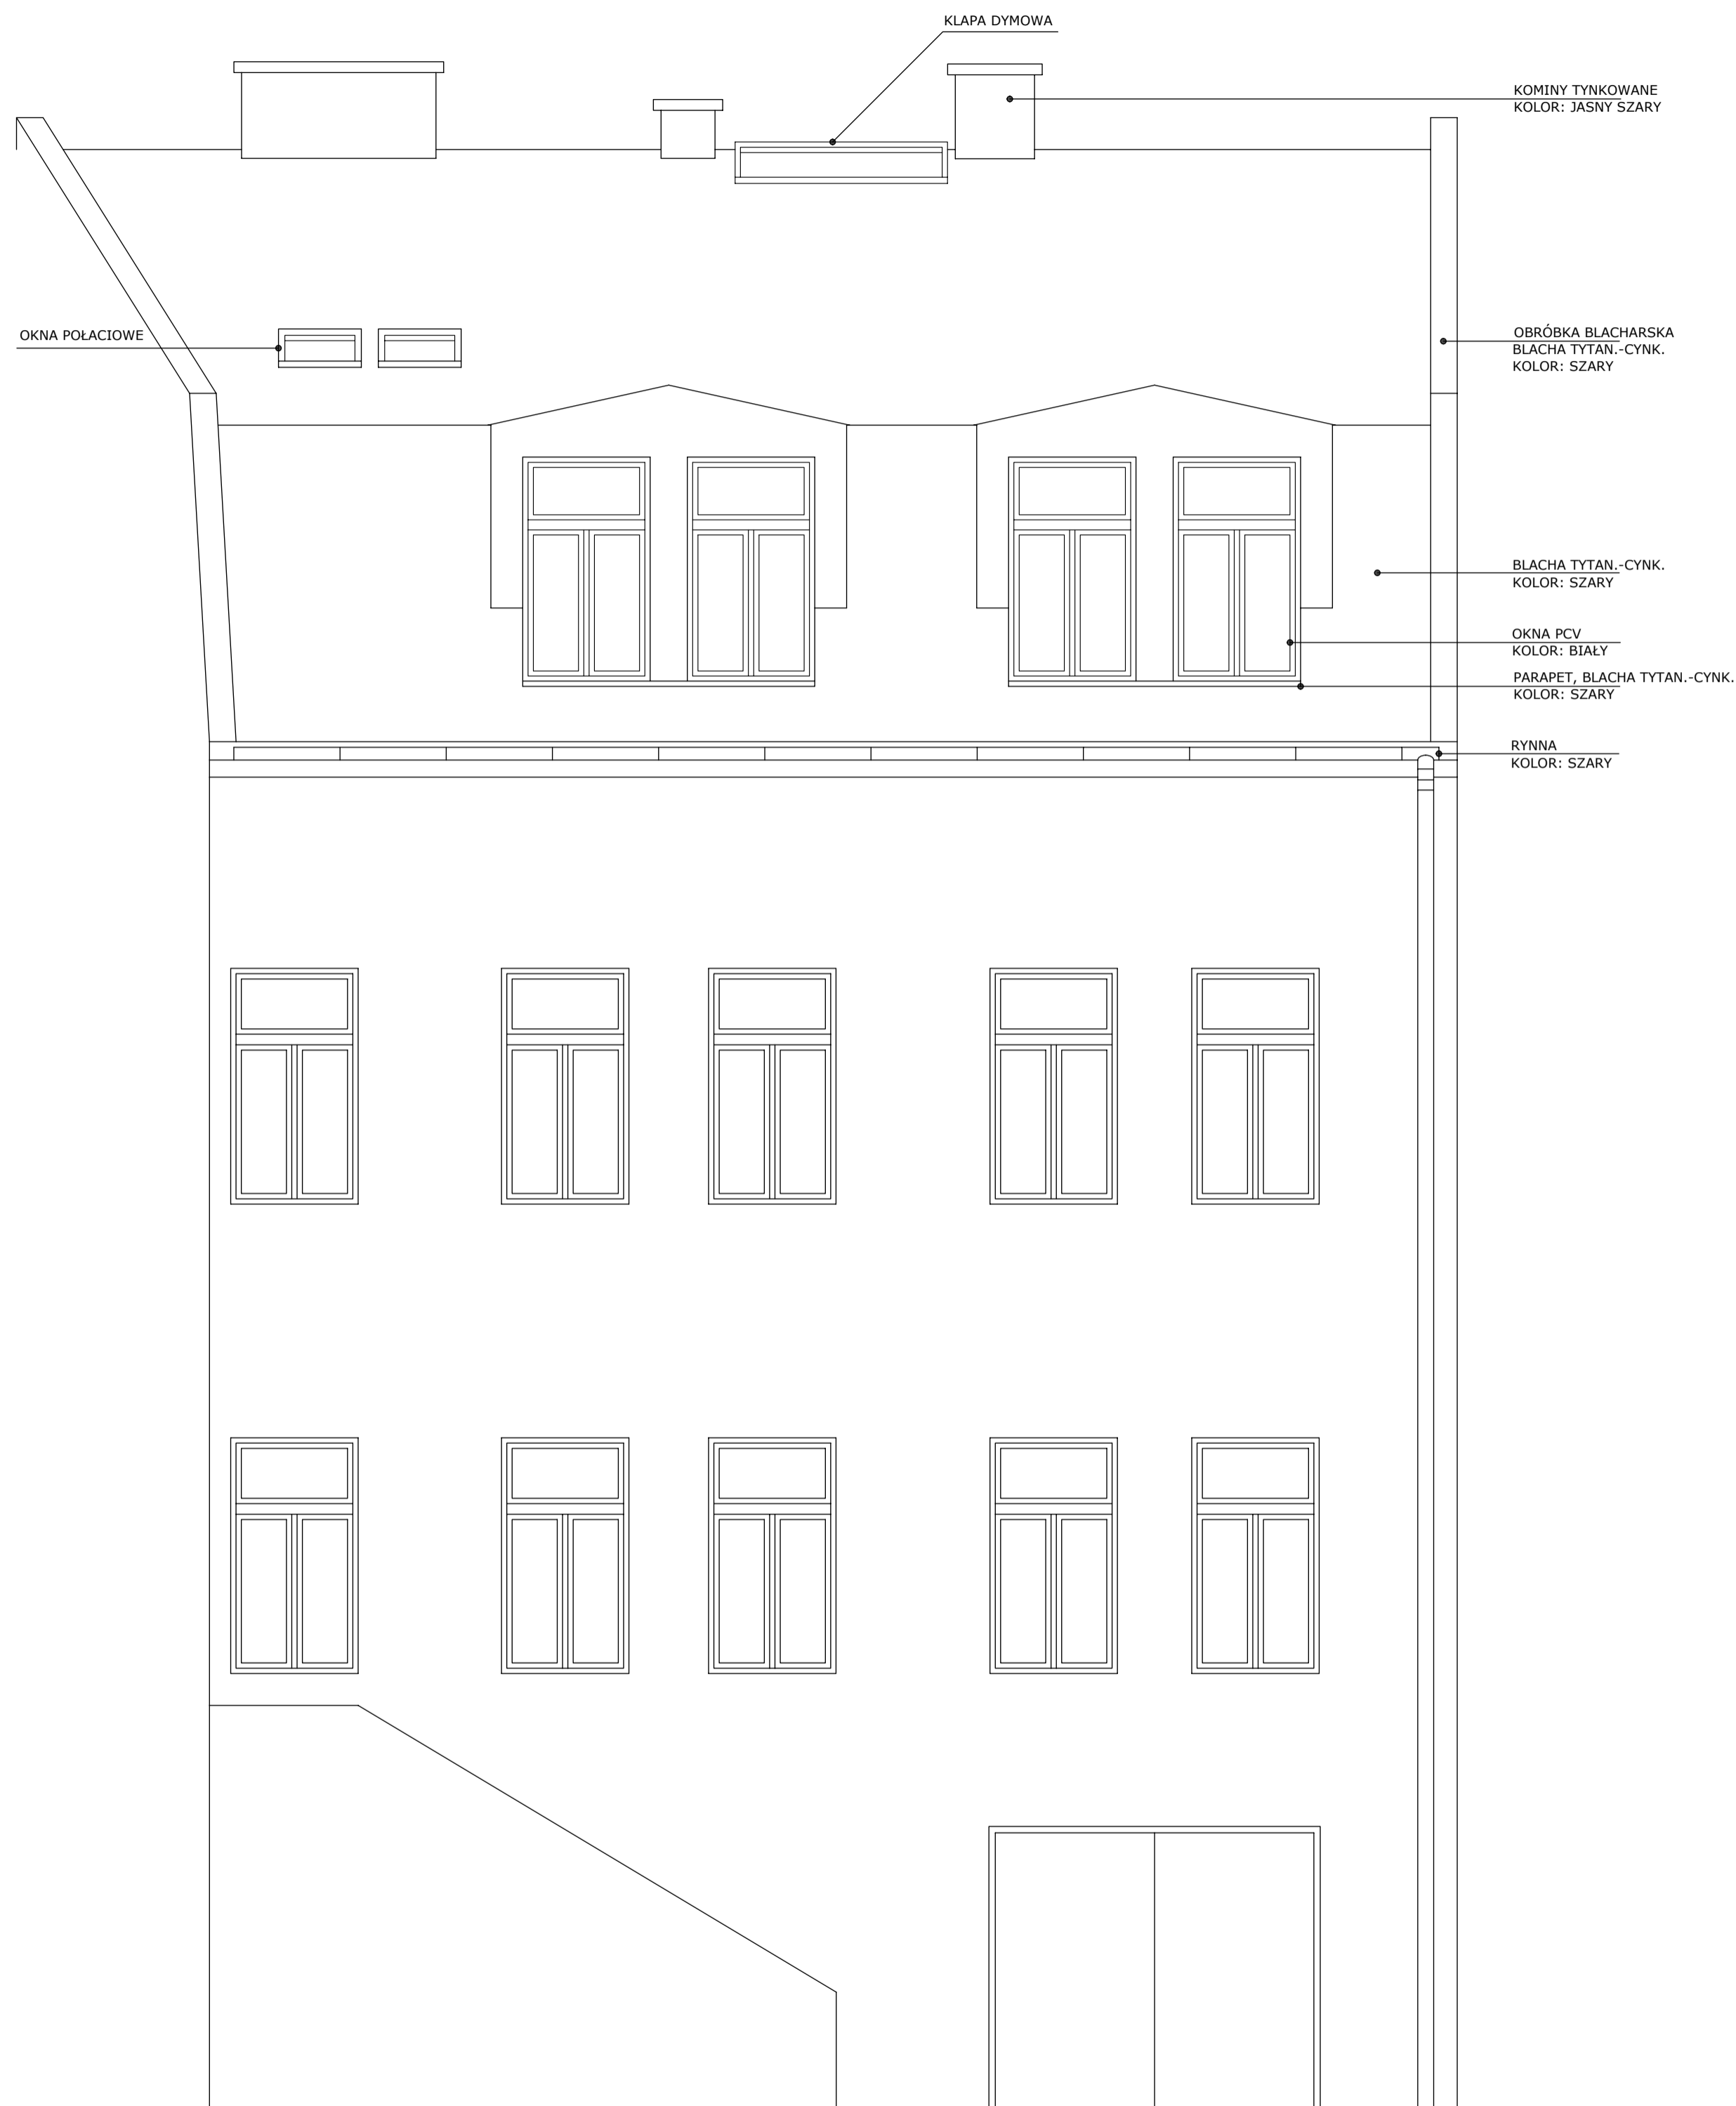 KLAPA DYMOWA
KOMINY TYNKOWANE
KOLOR: JASNY SZARY
OKNA POŁACIOWE
OBRÓBKA BLACHARSKA
BLACHA TYTAN.-CYNK.
KOLOR: SZARY
BLACHA TYTAN.-CYNK.
KOLOR: SZARY
OKNA PCV
KOLOR: BIAŁY
PARAPET, BLACHA TYTAN.-CYNK.
KOLOR: SZARY
RYNNA
KOLOR: SZARY